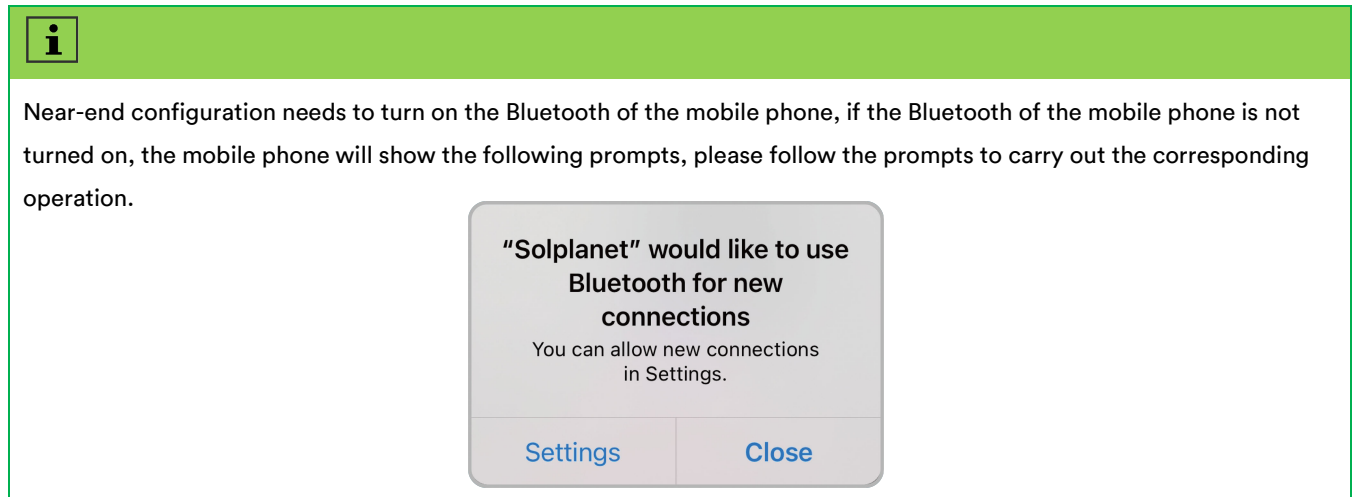 i
Near-end configuration needs to turn on the Bluetooth of the mobile phone, if the Bluetooth of the mobile phone is not
turned on, the mobile phone will show the following prompts, please follow the prompts to carry out the corresponding
operation.
“Solplanet” would like to use
Bluetooth for new
connections
You can allow new connections
in Settings.
Settings
Close